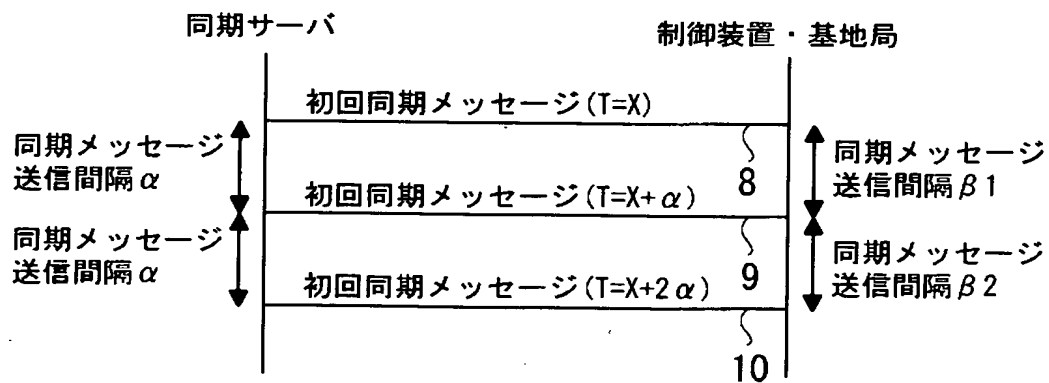 同期サーバ
制御装置・基地局
初回同期メッセージ(T=X)
同期メッセージ
送信間隔α
8
同期メッセージ
送信間隔β1
初回同期メッセージ(T=X+α)
同期メッセージ
送信間隔α
9
同期メッセージ
送信間隔β2
初回同期メッセージ(T=X+2α)
10